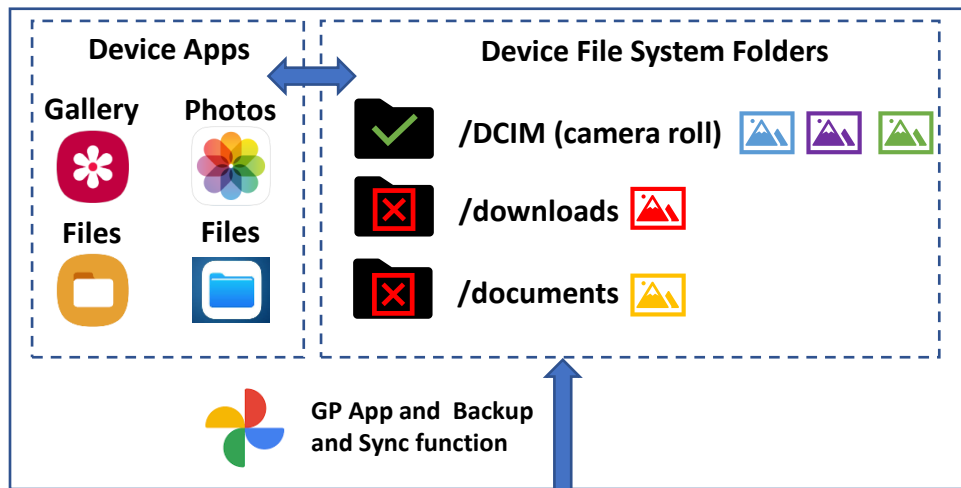 Device Apps
Device File System Folders
Gallery
Photos
Files
Files
/DCIM (camera roll)
/downloads
/documents
GP App and Backup
and Sync function